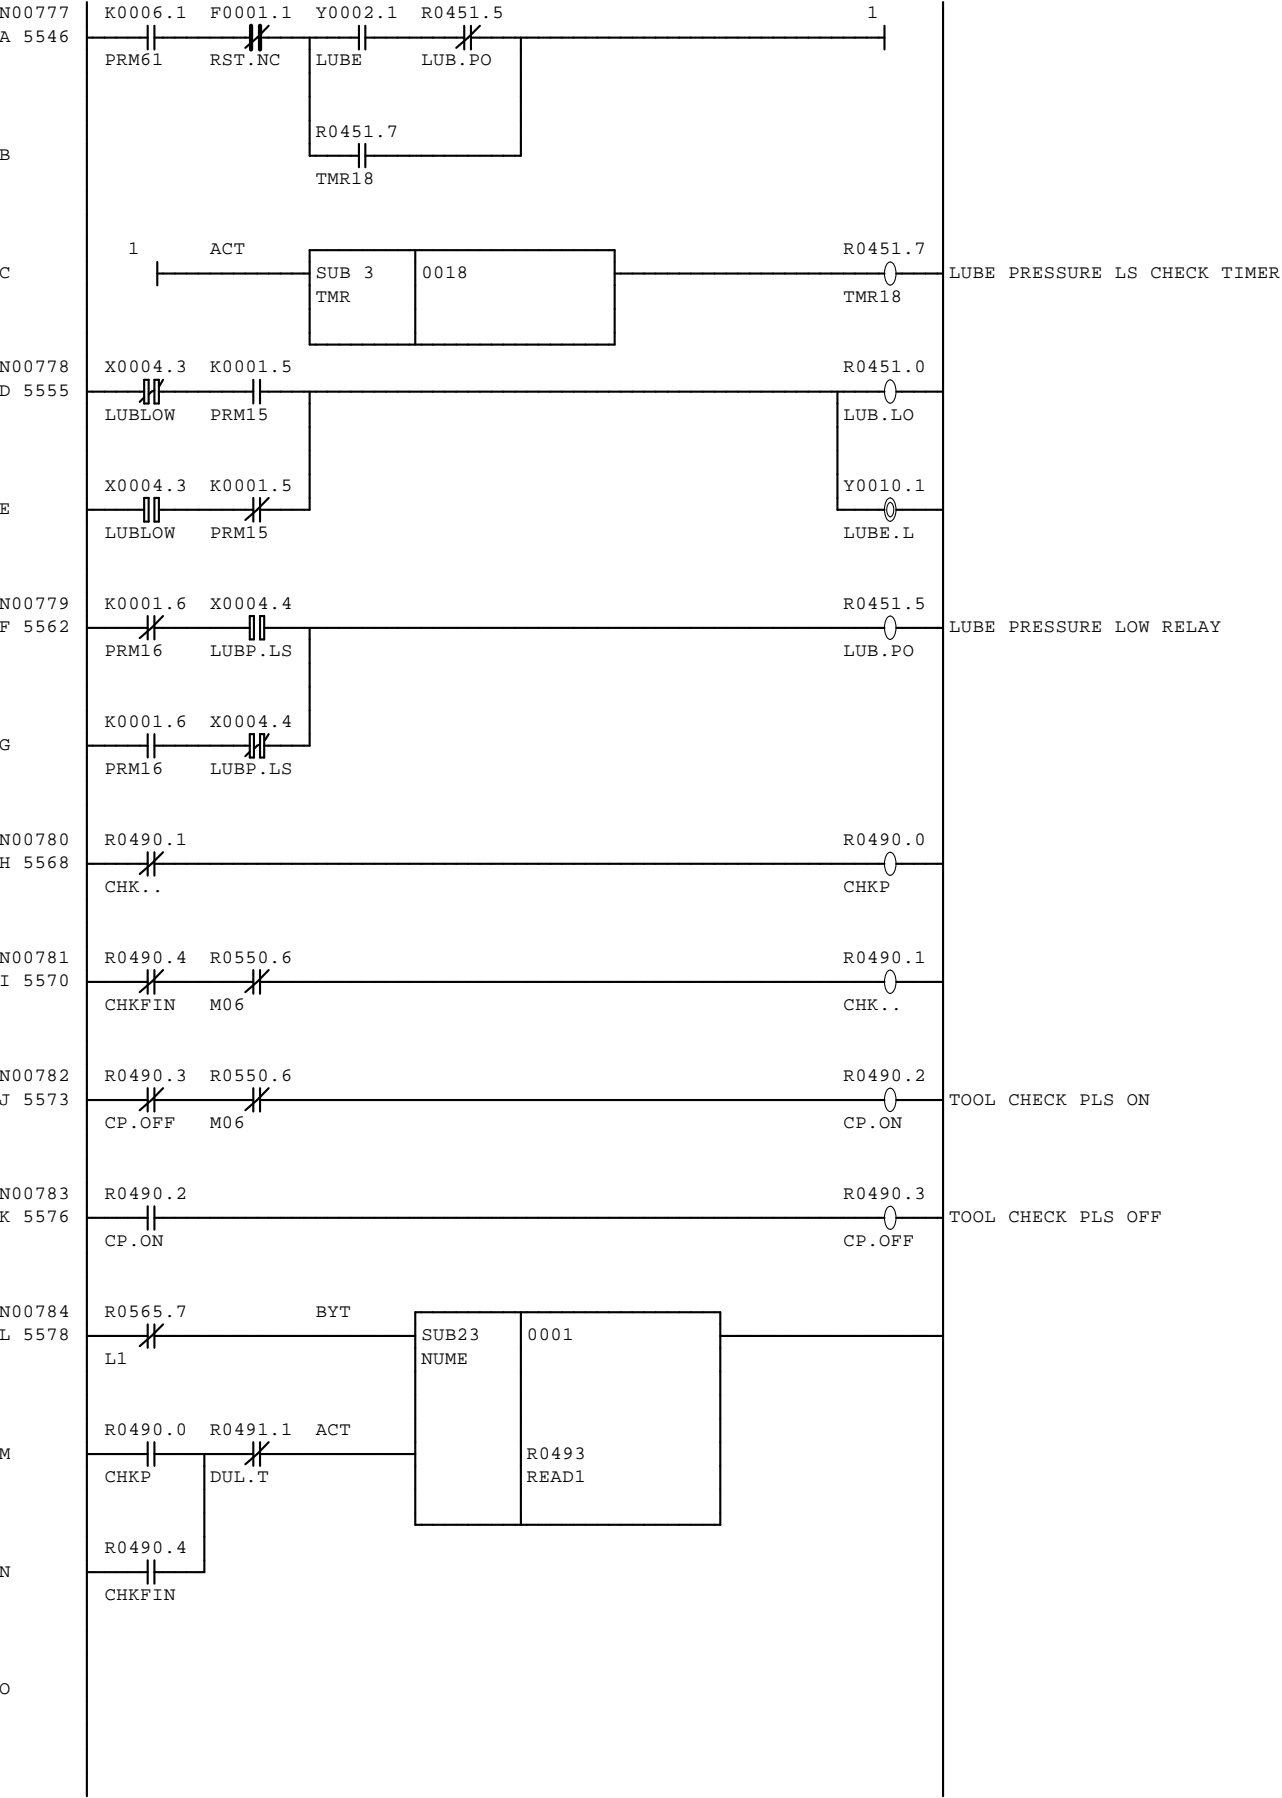 N00777 K0006.1 F0001.1 Y0002.1 R0451.5 1
A 5546
PRM61 RST.NC LUBE LUB.PO
R0451.7
B
TMR18
1 ACT R0451.7
C SUB 3 0018 LUBE PRESSURE LS CHECK TIMER
TMR TMR18
N00778 X0004.3 K0001.5 R0451.0
D 5555
LUBLOW PRM15 LUB.LO
X0004.3 K0001.5 Y0010.1
E
LUBLOW PRM15 LUBE.L
N00779 K0001.6 X0004.4 R0451.5
F 5562 LUBE PRESSURE LOW RELAY
PRM16 LUBP.LS LUB.PO
K0001.6 X0004.4
G
PRM16 LUBP.LS
N00780 R0490.1 R0490.0
H 5568
CHK.. CHKP
N00781 R0490.4 R0550.6 R0490.1
I 5570
CHKFIN M06 CHK..
N00782 R0490.3 R0550.6 R0490.2
J 5573 TOOL CHECK PLS ON
CP.OFF M06 CP.ON
N00783 R0490.2 R0490.3
K 5576 TOOL CHECK PLS OFF
CP.ON CP.OFF
N00784 R0565.7 BYT
L 5578 SUB23 0001
L1 NUME
R0490.0 R0491.1 ACT
M R0493
CHKP DUL.T READ1
R0490.4
N
CHKFIN
O